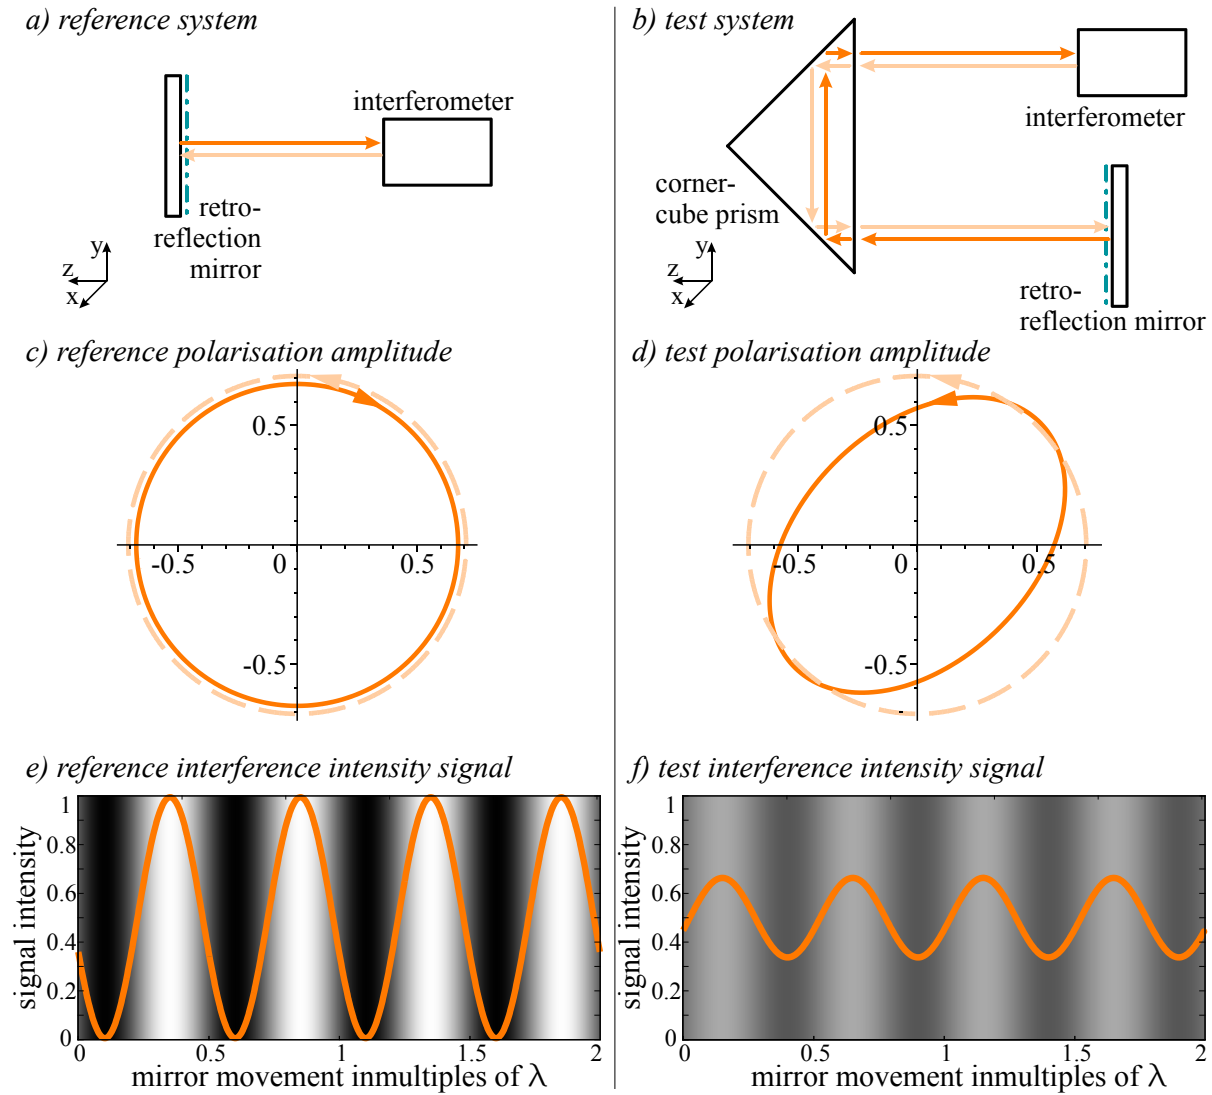 a) reference system
interferometer
retro-
reflection
mirror
y
z
x
b) test system
interferometer
corner-
cube prism
y
z
x
retro-
reflection mirror
c) reference polarisation amplitude
0.5
-0.5
0
0.5
-0.5
d) test polarisation amplitude
0.5
-0.5
0
0.5
-0.5
e) reference interference intensity signal
signal intensity
1
0.8
0.6
0.4
0.2
0
0
0.5
1
1.5
2
mirror movement inmultiples of λ
f) test interference intensity signal
signal intensity
1
0.8
0.6
0.4
0.2
0
0
0.5
1
1.5
2
mirror movement inmultiples of λ